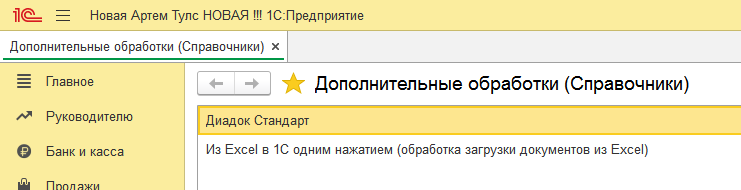 1С Новая Артем Тулс НОВАЯ !!! 1С:Предприятие
Дополнительные обработки (Справочники) ×
Главное
Дополнительные обработки (Справочники)
Руководителю
Диадок Стандарт
Банк и касса
Из Excel в 1С одним нажатием (обработка загрузки документов из Excel)
Продажи